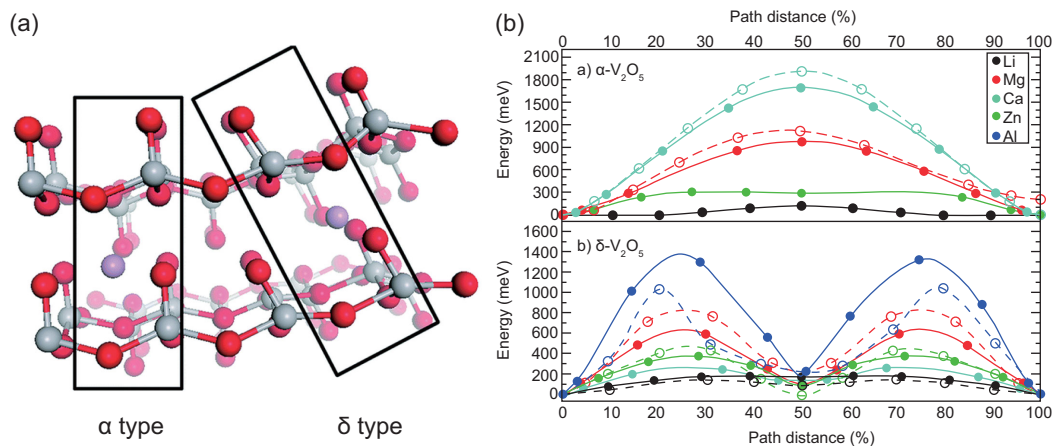 (a)
α type
δ type
(b)
Path distance (%)
0 10 20 30 40 50 60 70 80 90 100
2100
1800
1500
1200
900
600
300
0
Energy (meV)
a) α-V₂O₅
Li
Mg
Ca
Zn
Al
1600
1400
1200
1000
800
600
400
200
0
Energy (meV)
b) δ-V₂O₅
0 10 20 30 40 50 60 70 80 90 100
Path distance (%)